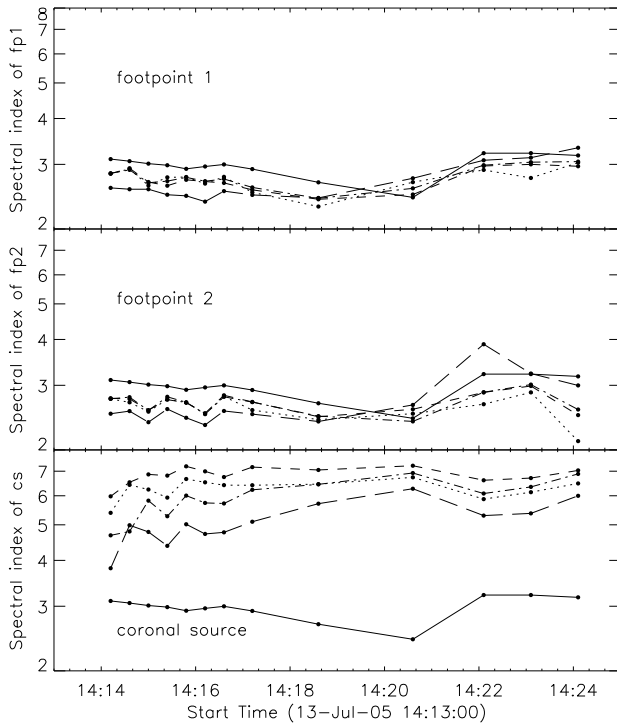 8
7
6
5
4
3
2
Spectral index of fp1
footpoint 1
7
6
5
4
3
2
Spectral index of fp2
footpoint 2
7
6
5
4
3
2
Spectral index of cs
coronal source
14:14 14:16 14:18 14:20 14:22 14:24
Start Time (13-Jul-05 14:13:00)